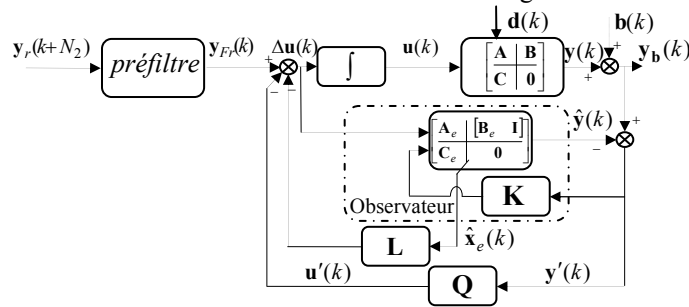 d(k)
b(k)
y_r(k+N_2)
préfiltre
y_Fr(k)
Δu(k)
+
−
−
∫
u(k)
A B
C 0
y(k)
+
+
y_b(k)
A_e [B_e I]
C_e 0
ŷ(k)
+
−
Observateur
K
L
x̂_e(k)
u′(k)
Q
y′(k)